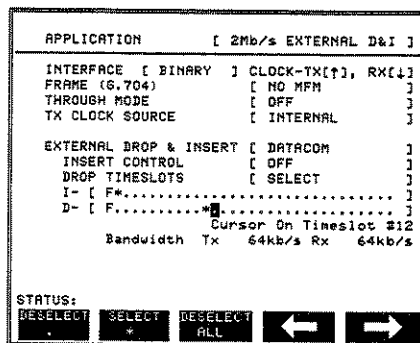 APPLICATION [ 2Mb/s EXTERNAL D&I ]
INTERFACE [ BINARY ] CLOCK-TX[↑], RX[↓]
FRAME (G.704) [ NO MFM ]
THROUGH MODE [ OFF ]
TX CLOCK SOURCE [ INTERNAL ]
EXTERNAL DROP & INSERT [ DATACOM ]
INSERT CONTROL [ OFF ]
DROP TIMESLOTS [ SELECT ]
I- [ F*.............................. ]
D- [ F..........*.................... ]
Cursor On Timeslot #12
Bandwidth Tx 64kb/s Rx 64kb/s
STATUS:
DESELECT . SELECT * DESELECT ALL ← →